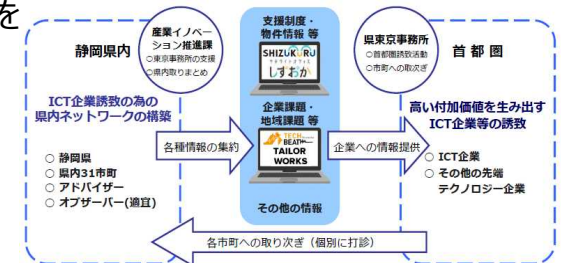 を
静岡県内
産業イノベー
ション推進課
○東京事務所の支援
○県内取りまとめ
ICT企業誘致の為の
県内ネットワークの構築
○ 静岡県
○ 県内31市町
○ アドバイザー
○ オブザーバー(適宜)
各種情報の集約
支援制度・
物件情報 等
SHIZUKURU
しずおか
企業課題・
地域課題 等
TECH
BEAT
TAILOR
WORKS
その他の情報
企業への情報提供
県東京事務所
○首都圏誘致活動
○市町への取次ぎ
首都圏
高い付加価値を生み出す
ICT企業等の誘致
○ ICT企業
○ その他の先端
テクノロジー企業
各市町への取り次ぎ（個別に打診）